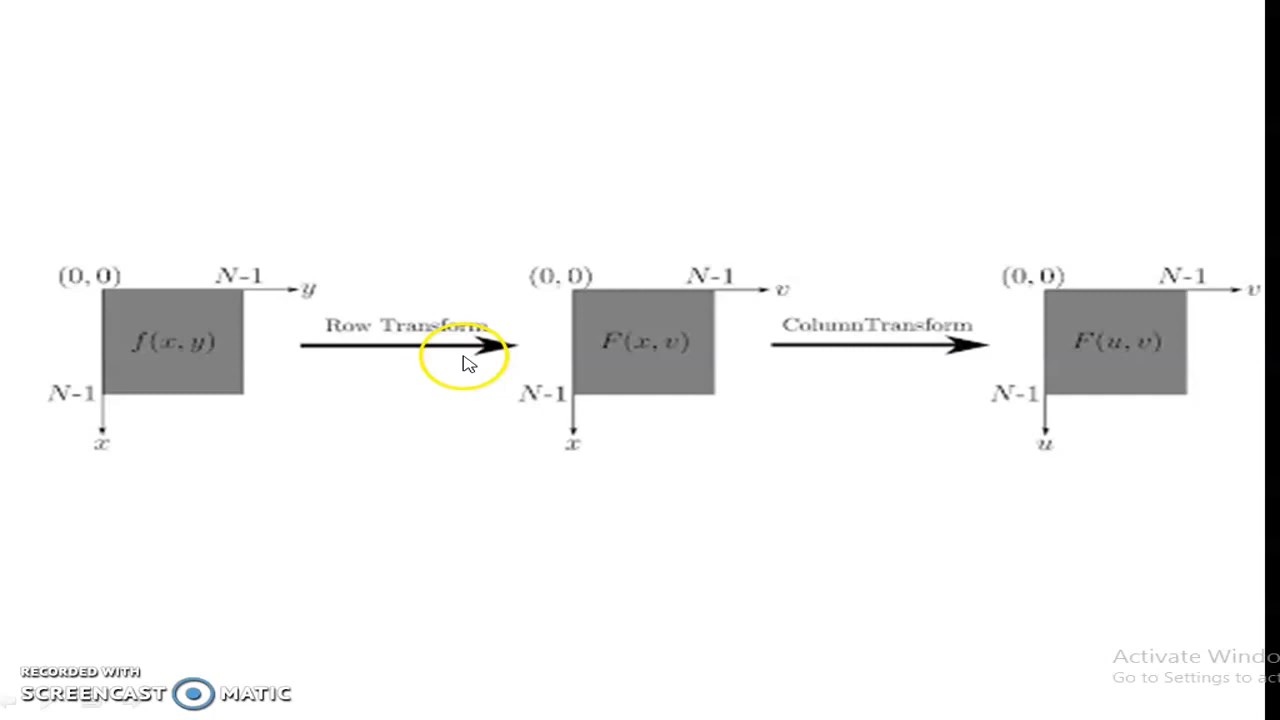 (0, 0) N-1 y
f(x, y)
N-1
x
Row Transform
(0, 0) N-1 v
F(x, v)
N-1
x
ColumnTransform
(0, 0) N-1 v
F(u, v)
N-1
u
Activate Windo
Go to Settings to act
RECORDED WITH
SCREENCAST MATIC